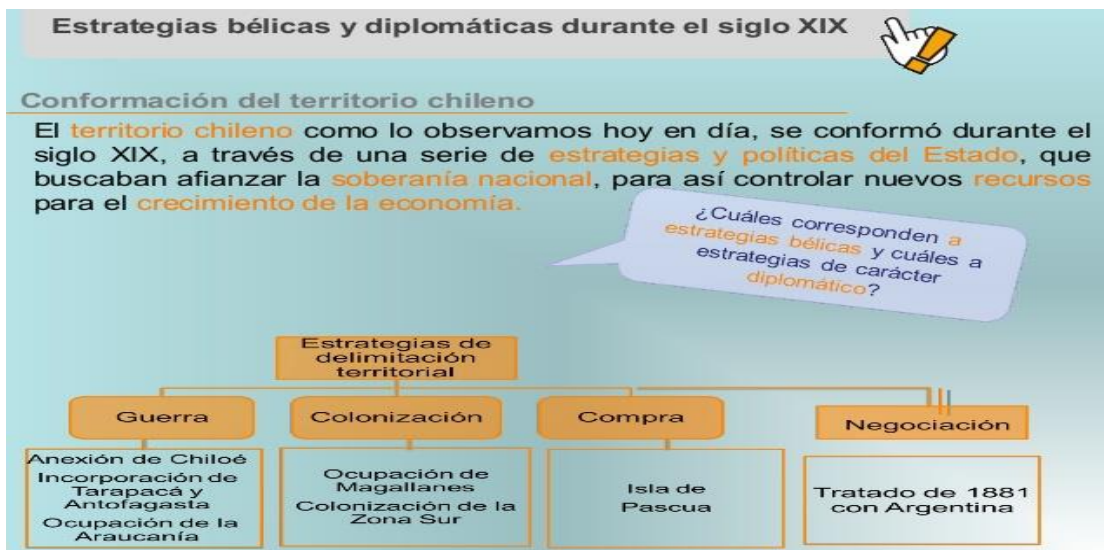 Estrategias bélicas y diplomáticas durante el siglo XIX
Conformación del territorio chileno
El territorio chileno como lo observamos hoy en día, se conformó durante el
siglo XIX, a través de una serie de estrategias y políticas del Estado, que
buscaban afianzar la soberanía nacional, para así controlar nuevos recursos
para el crecimiento de la economía.
¿Cuáles corresponden a
estrategias bélicas y cuáles a
estrategias de carácter
diplomático?
Estrategias de
delimitación
territorial
Guerra
Anexión de Chiloé
Incorporación de
Tarapacá y
Antofagasta
Ocupación de la
Araucanía
Colonización
Ocupación de
Magallanes
Colonización de la
Zona Sur
Compra
Isla de
Pascua
Negociación
Tratado de 1881
con Argentina